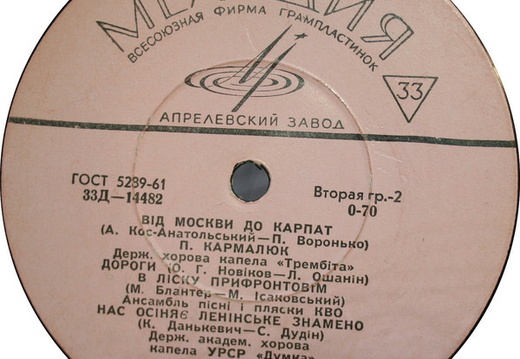 МЕЛОДИЯ
ВСЕСОЮЗНАЯ ФИРМА ГРАМПЛАСТИНОК
33
АПРЕЛЕВСКИЙ ЗАВОД
ГОСТ 5289-61
33Д—14482
Вторая гр.-2
0-70
ВІД МОСКВИ ДО КАРПАТ
(А. Кос-Анатольський—П. Воронько)
П. КАРМАЛЮК
Держ. хорова капела «Трембіта»
ДОРОГИ (О. Г. Новіков—Л. Ошанін)
В ЛІСКУ ПРИФРОНТОВІМ
(М. Блантер—М. Ісаковський)
Ансамбль пісні і пляски КВО
НАС ОСІНЯЄ ЛЕНІНСЬКЕ ЗНАМЕНО
(К. Данькевич—С. Дудін)
Держ. академ. хорова
капела УРСР «Думка»